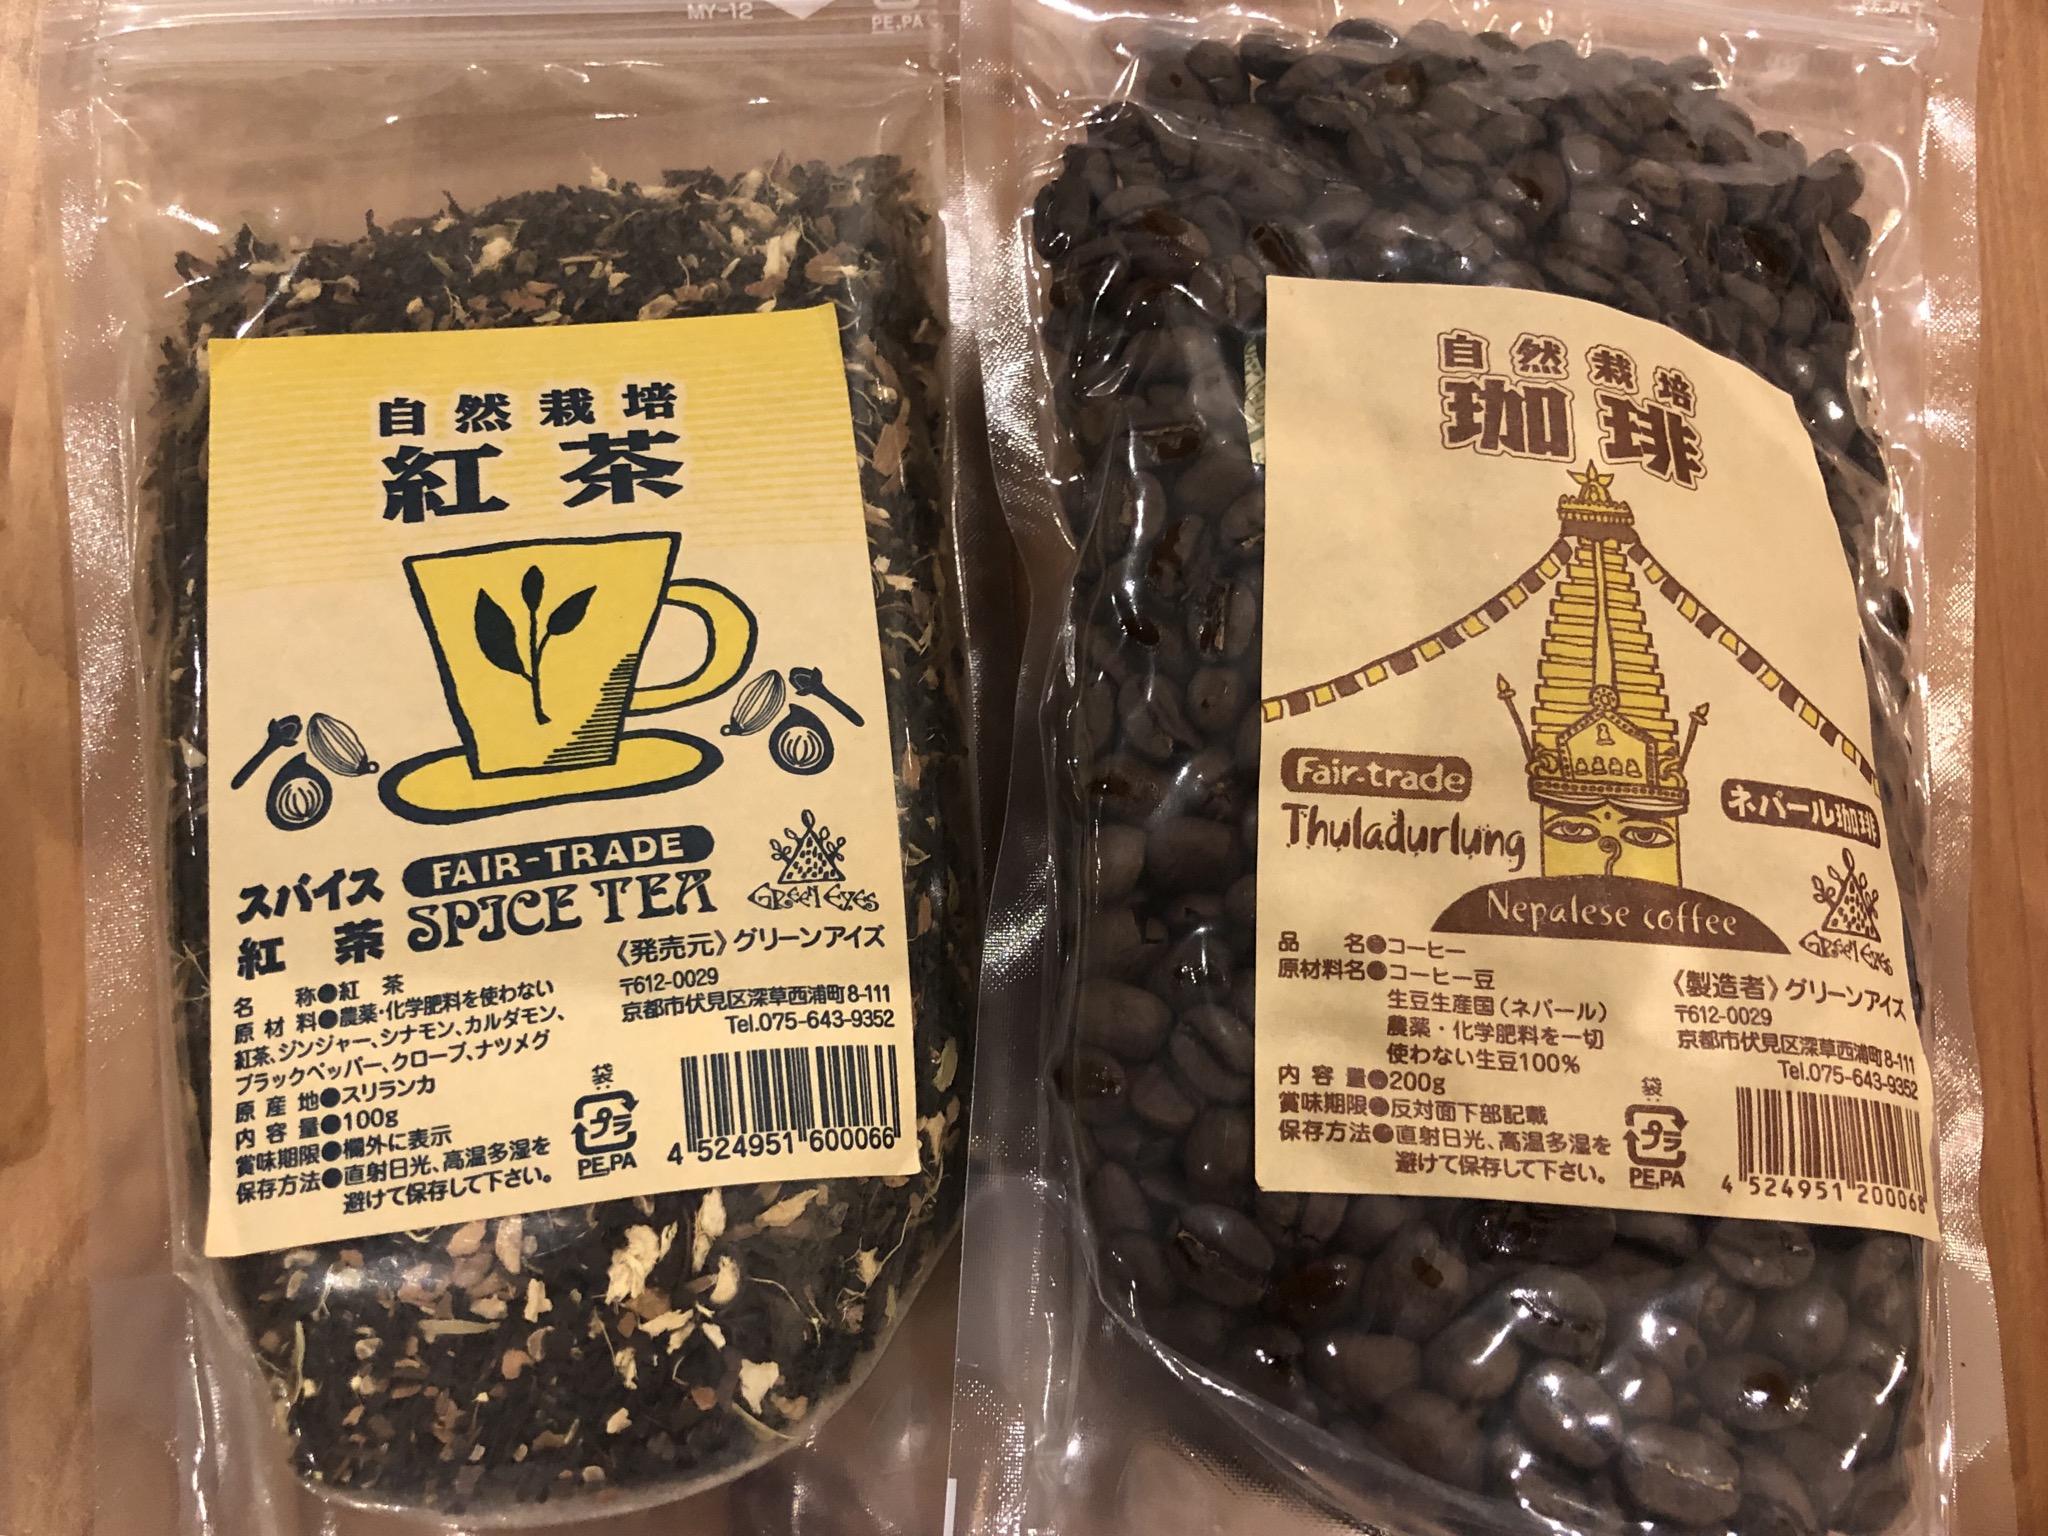 MY-12
PE,PA
自然栽培
紅茶
スパイス
紅茶
FAIR-TRADE
SPICE TEA
GREEN EYES
《発売元》グリーンアイズ
〒612-0029
京都市伏見区深草西浦町8-111
Tel.075-643-9352
名称●紅茶
原材料●農薬・化学肥料を使わない
紅茶、ジンジャー、シナモン、カルダモン、
ブラックペッパー、クローブ、ナツメグ
原産地●スリランカ
内容量●100g
賞味期限●欄外に表示
保存方法●直射日光、高温多湿を
避けて保存して下さい。
袋:
プラ
PE,PA
4 524951 600066
PE,PA
自然栽培
珈琲
Fair-trade
Thuladurlung
ネパール珈琲
Nepalese coffee
GREEN EYES
品名●コーヒー
原材料名●コーヒー豆
生豆生産国(ネパール)
農薬・化学肥料を一切
使わない生豆100%
内容量●200g
賞味期限●反対面下部記載
保存方法●直射日光、高温多湿を
避けて保存して下さい。
《製造者》グリーンアイズ
〒612-0029
京都市伏見区深草西浦町8-111
Tel.075-643-9352
袋:
プラ
PE,PA
4 524951 200068